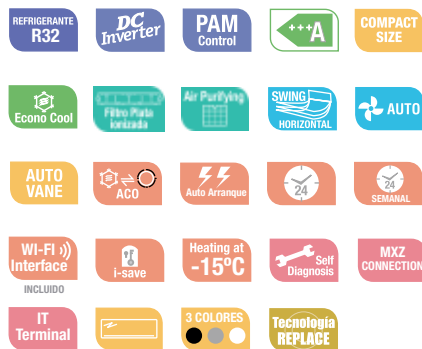 REFRIGERANTE
R32
DC
Inverter
PAM
Control
+++A
COMPACT
SIZE
Econo Cool
Filtro Plata
ionizada
Air Purifying
SWING
HORIZONTAL
AUTO
AUTO
VANE
ACO
Auto Arranque
24
24
SEMANAL
WI-FI
Interface
INCLUIDO
i-save
Heating at
-15ºC
Self
Diagnosis
MXZ
CONNECTION
IT
Terminal
3 COLORES
Tecnología
REPLACE